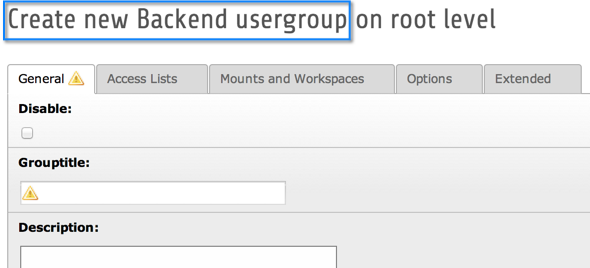 Create new Backend usergroup on root level
General Access Lists Mounts and Workspaces Options Extended
Disable:
Grouptitle:
Description: